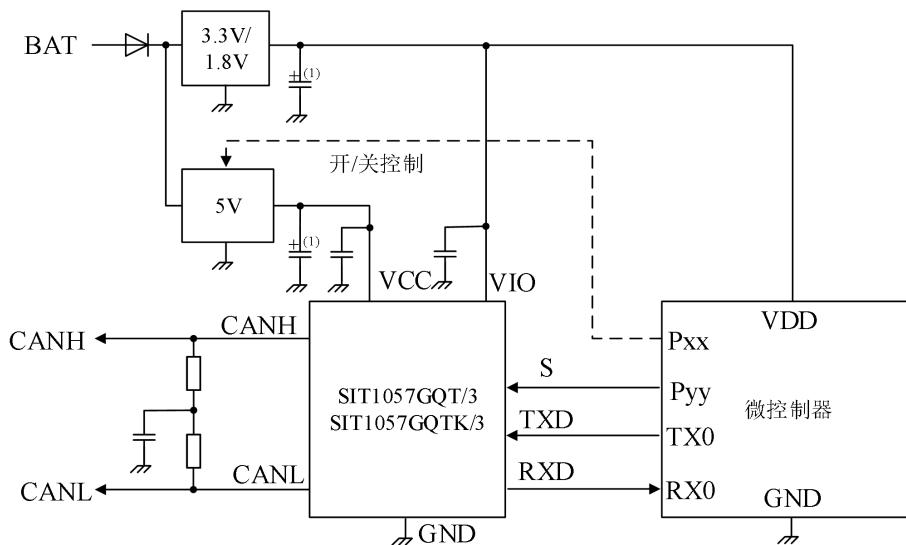 BAT
3.3V/
1.8V
+(1)
开/关控制
5V
+(1)
VCC
VIO
VDD
CANH
CANH
Pxx
S
SIT1057GQT/3
SIT1057GQTK/3
Pyy
微控制器
TXD
TX0
CANL
CANL
RXD
RX0
GND
GND